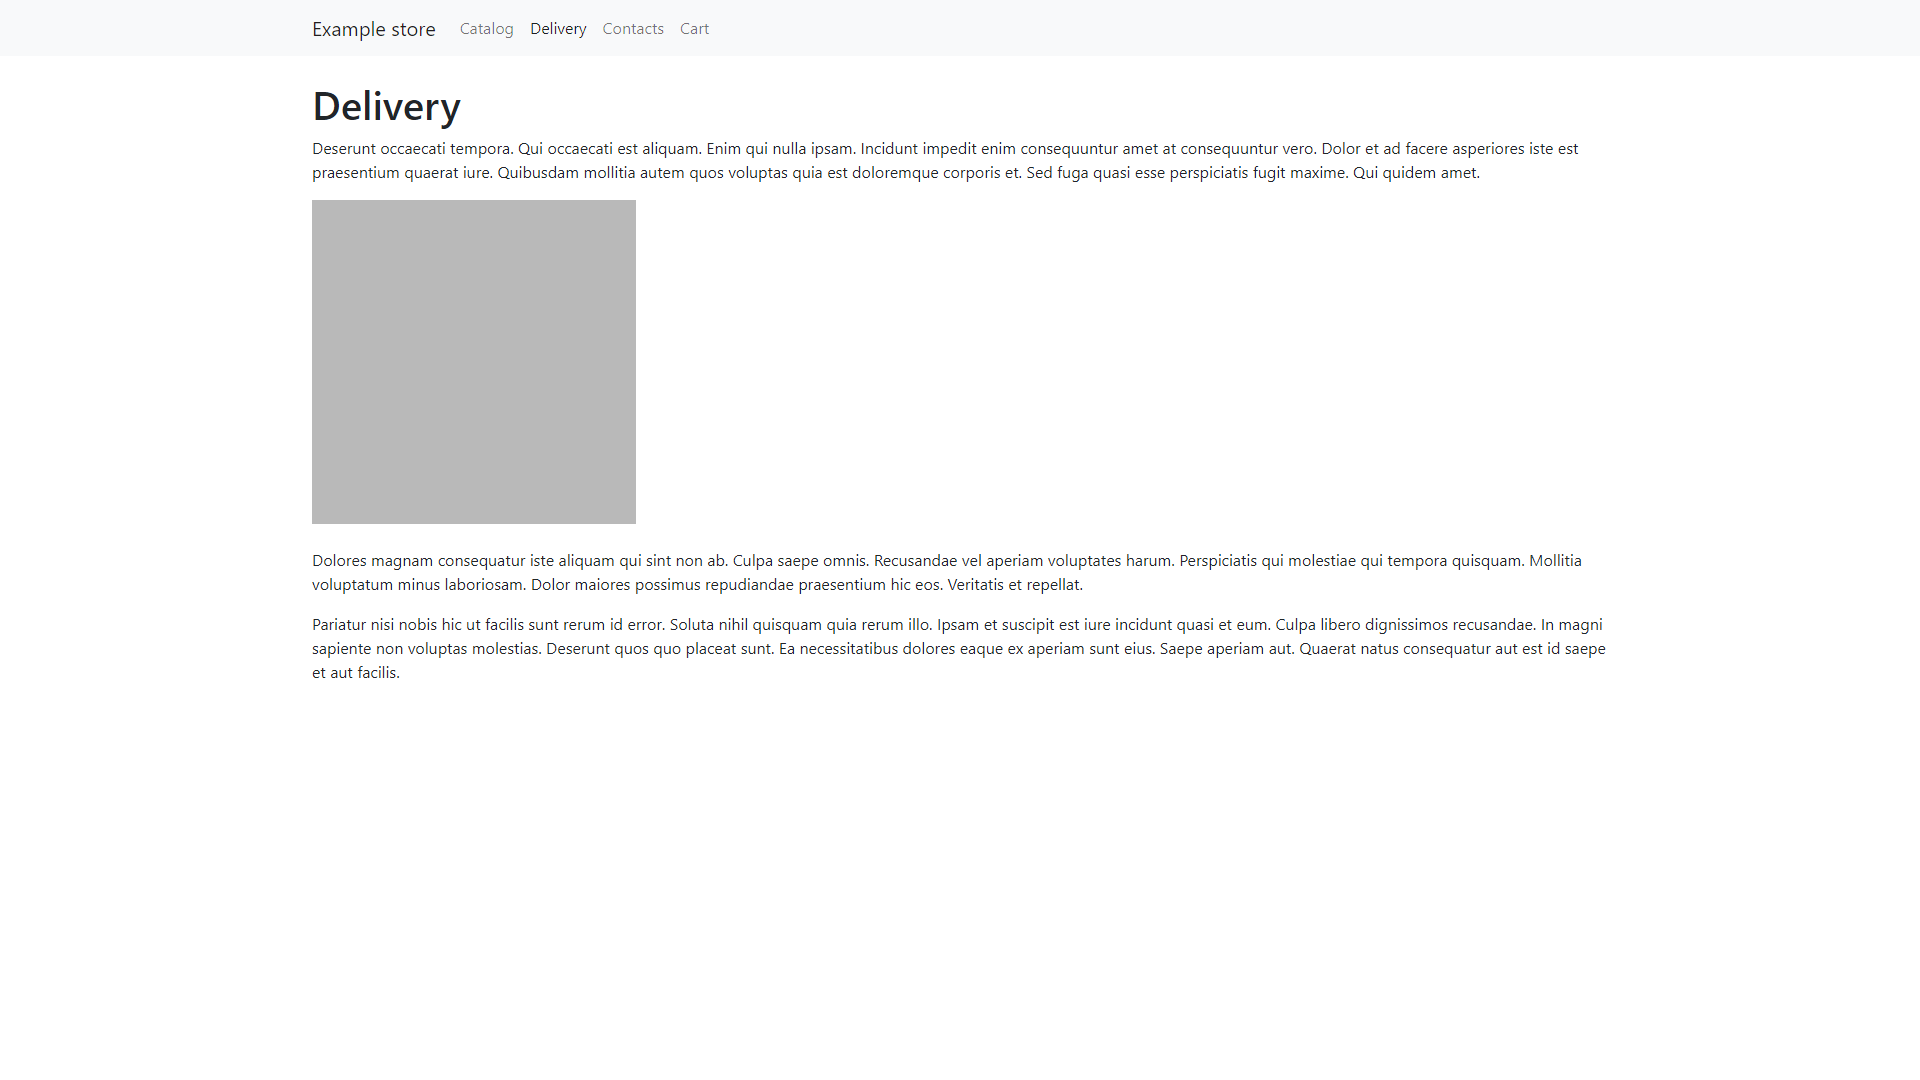 Example store Catalog Delivery Contacts Cart
Delivery
Deserunt occaecati tempora. Qui occaecati est aliquam. Enim qui nulla ipsam. Incidunt impedit enim consequuntur amet at consequuntur vero. Dolor et ad facere asperiores iste est
praesentium quaerat iure. Quibusdam mollitia autem quos voluptas quia est doloremque corporis et. Sed fuga quasi esse perspiciatis fugit maxime. Qui quidem amet.
Dolores magnam consequatur iste aliquam qui sint non ab. Culpa saepe omnis. Recusandae vel aperiam voluptates harum. Perspiciatis qui molestiae qui tempora quisquam. Mollitia
voluptatum minus laboriosam. Dolor maiores possimus repudiandae praesentium hic eos. Veritatis et repellat.
Pariatur nisi nobis hic ut facilis sunt rerum id error. Soluta nihil quisquam quia rerum illo. Ipsam et suscipit est iure incidunt quasi et eum. Culpa libero dignissimos recusandae. In magni
sapiente non voluptas molestias. Deserunt quos quo placeat sunt. Ea necessitatibus dolores eaque ex aperiam sunt eius. Saepe aperiam aut. Quaerat natus consequatur aut est id saepe
et aut facilis.